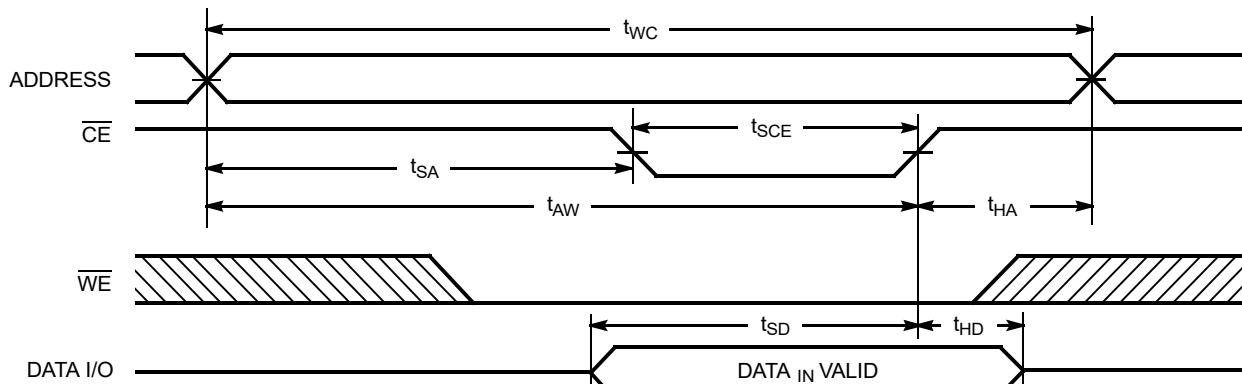 tWC
ADDRESS
CE
tSCE
tSA
tAW
tHA
WE
tSD
tHD
DATA I/O
DATA IN VALID